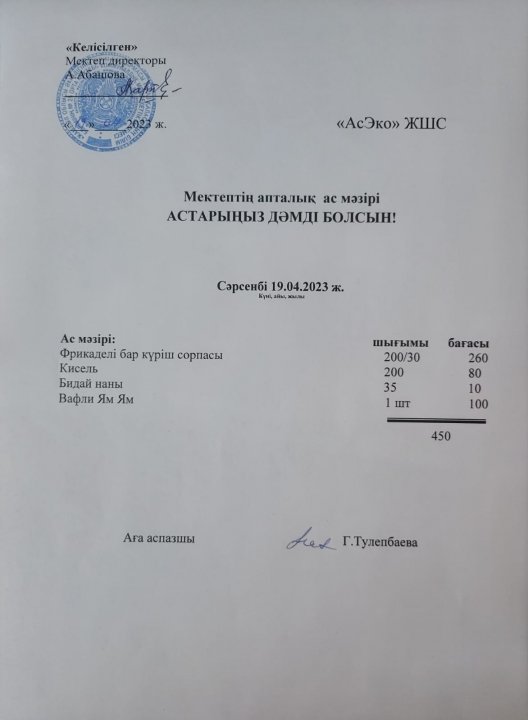 «Келісілген»
Мектеп директоры
А.Абашова
2023 ж.
«АсЭко» ЖШС
Мектептің апталық ас мәзірі
АСТАРЫҢЫЗ ДӘМДІ БОЛСЫН!
Сәрсенбі 19.04.2023 ж.
Күні, айы, жылы
Ас мәзірі: шығымы бағасы
Фрикаделі бар күріш сорпасы 200/30 260
Кисель 200 80
Бидай наны 35 10
Вафли Ям Ям 1 шт 100
450
Аға аспазшы Г.Тулепбаева